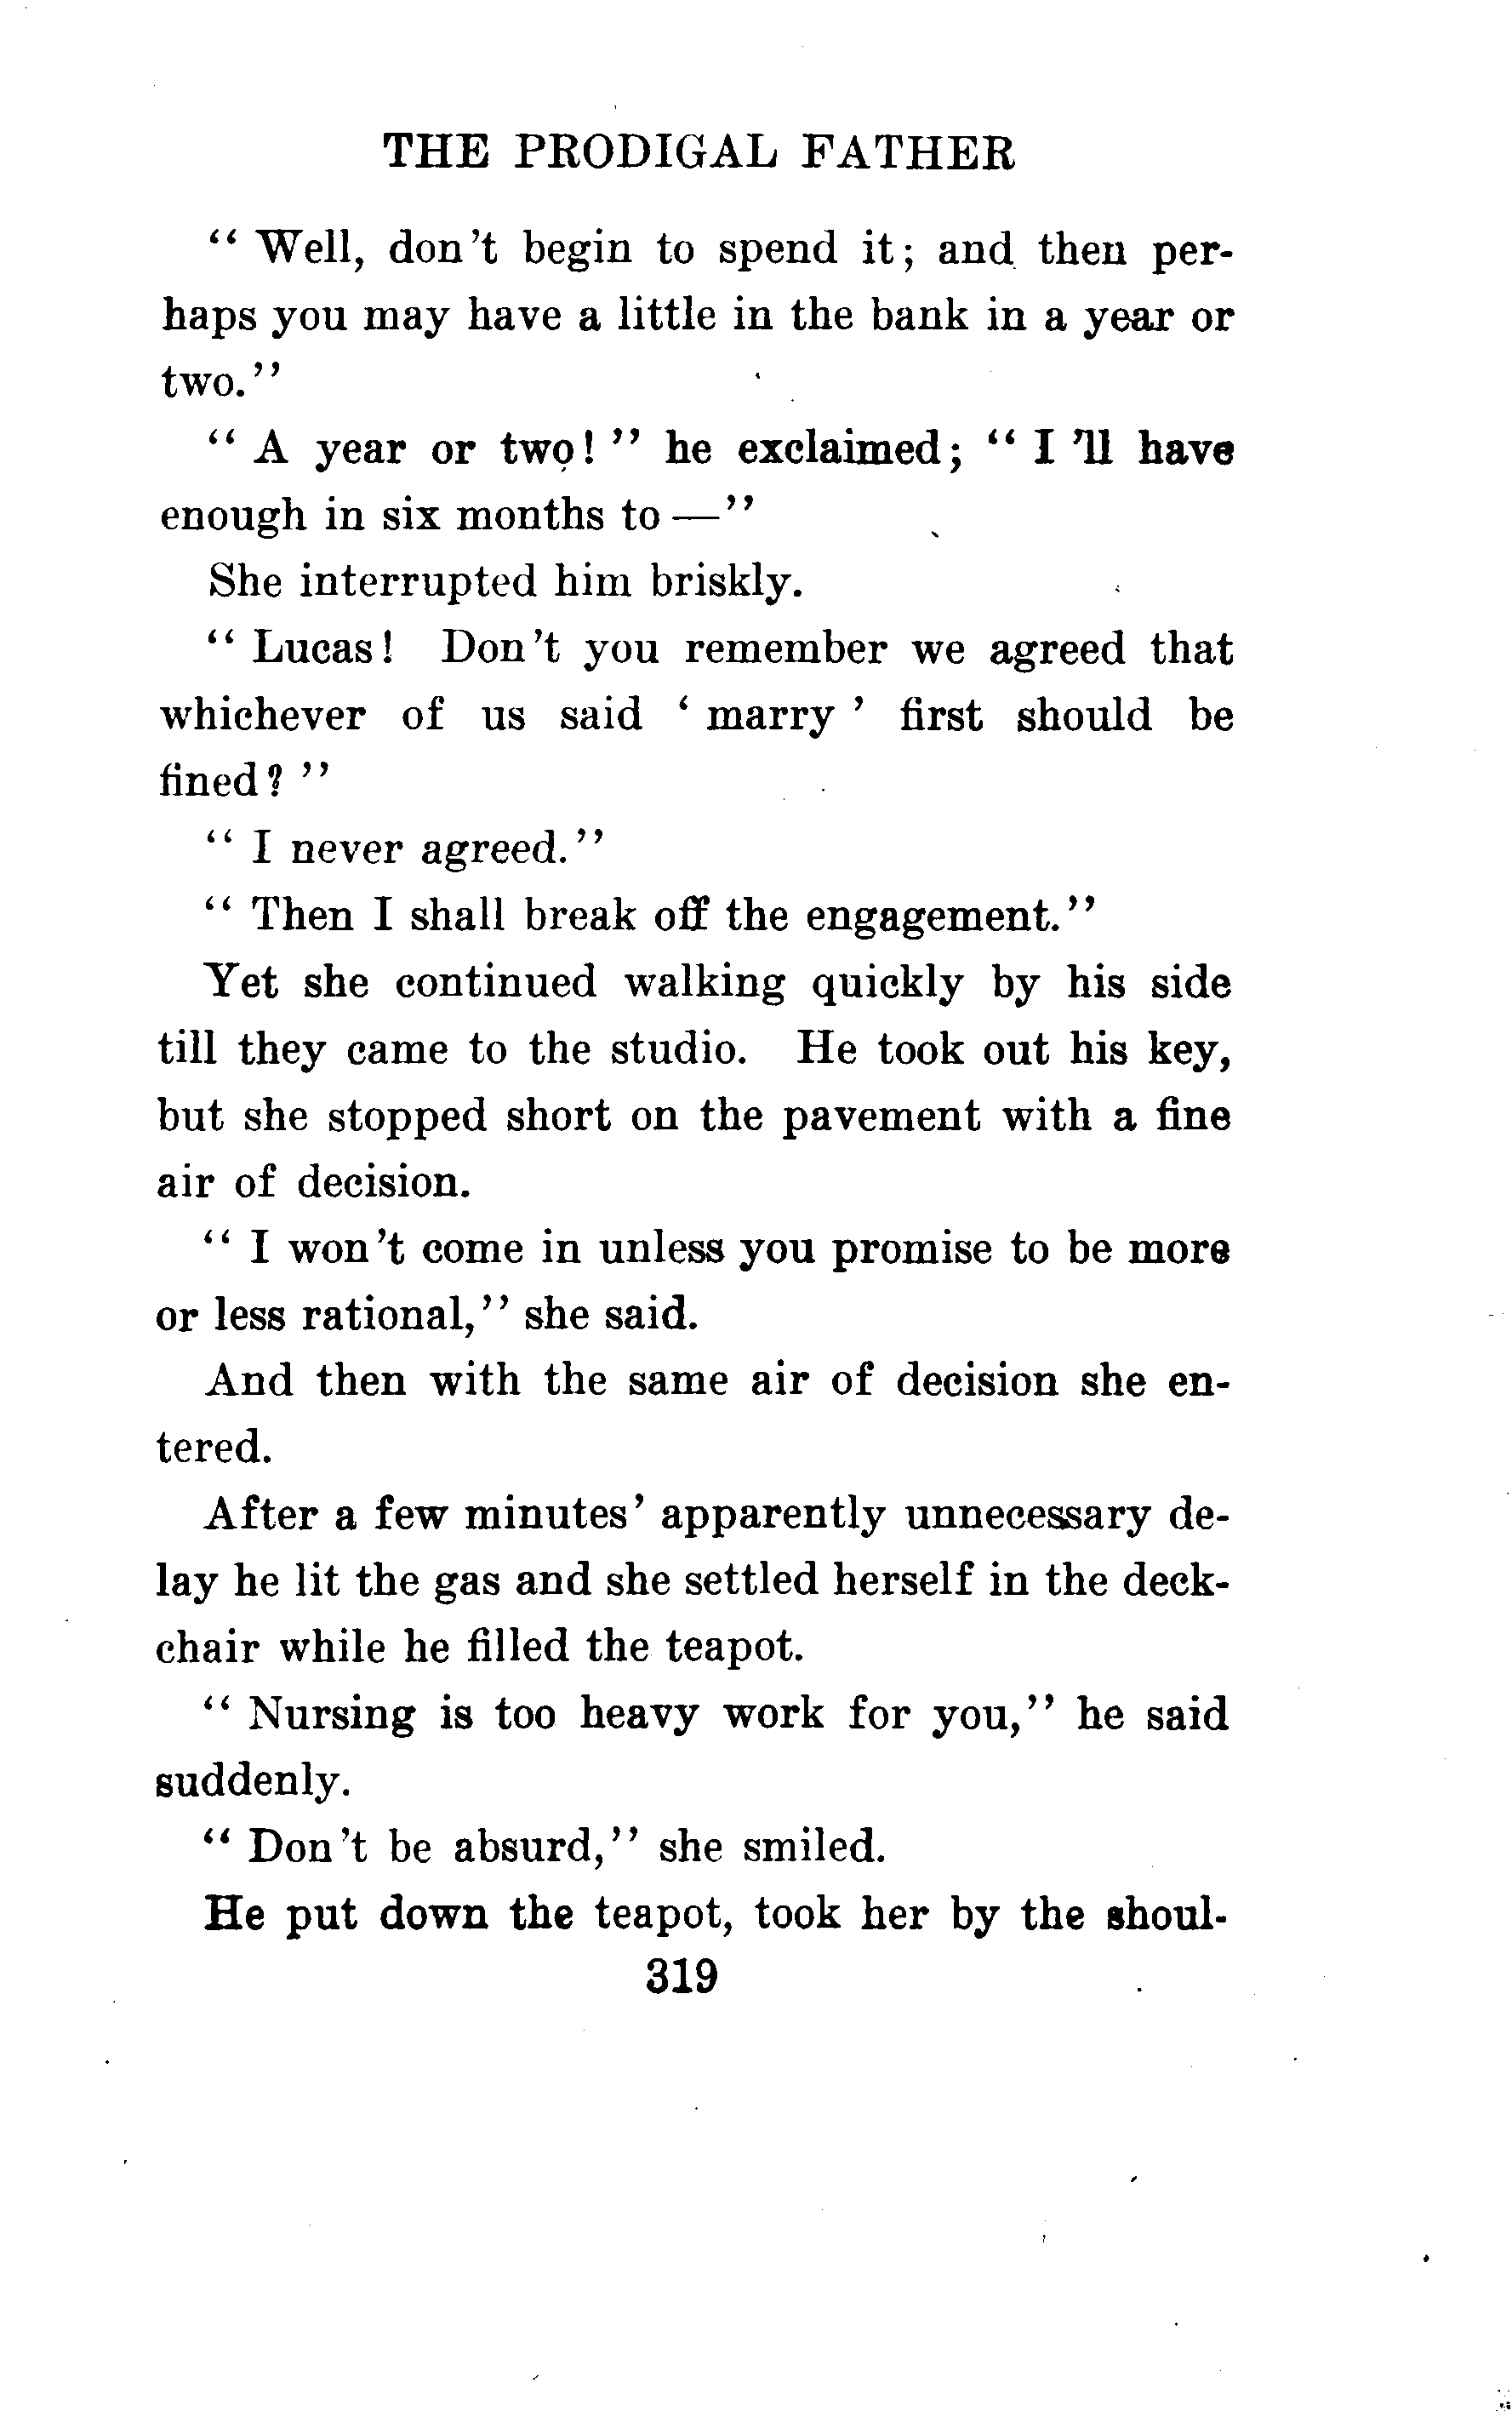 THE PRODIGAL FATHER
“ Well, don't begin to spend it; and then per-
haps you may have a little in the bank in a year or
two.”
“ A year or two! ” he exclaimed; “ I 'll have
enough in six months to —”
She interrupted him briskly.
“ Lucas! Don't you remember we agreed that
whichever of us said ‘ marry ’ first should be
fined? ”
“ I never agreed.”
“ Then I shall break off the engagement.”
Yet she continued walking quickly by his side
till they came to the studio. He took out his key,
but she stopped short on the pavement with a fine
air of decision.
“ I won't come in unless you promise to be more
or less rational,” she said.
And then with the same air of decision she en-
tered.
After a few minutes’ apparently unnecessary de-
lay he lit the gas and she settled herself in the deck-
chair while he filled the teapot.
“ Nursing is too heavy work for you,” he said
suddenly.
“ Don't be absurd,” she smiled.
He put down the teapot, took her by the shoul-
319